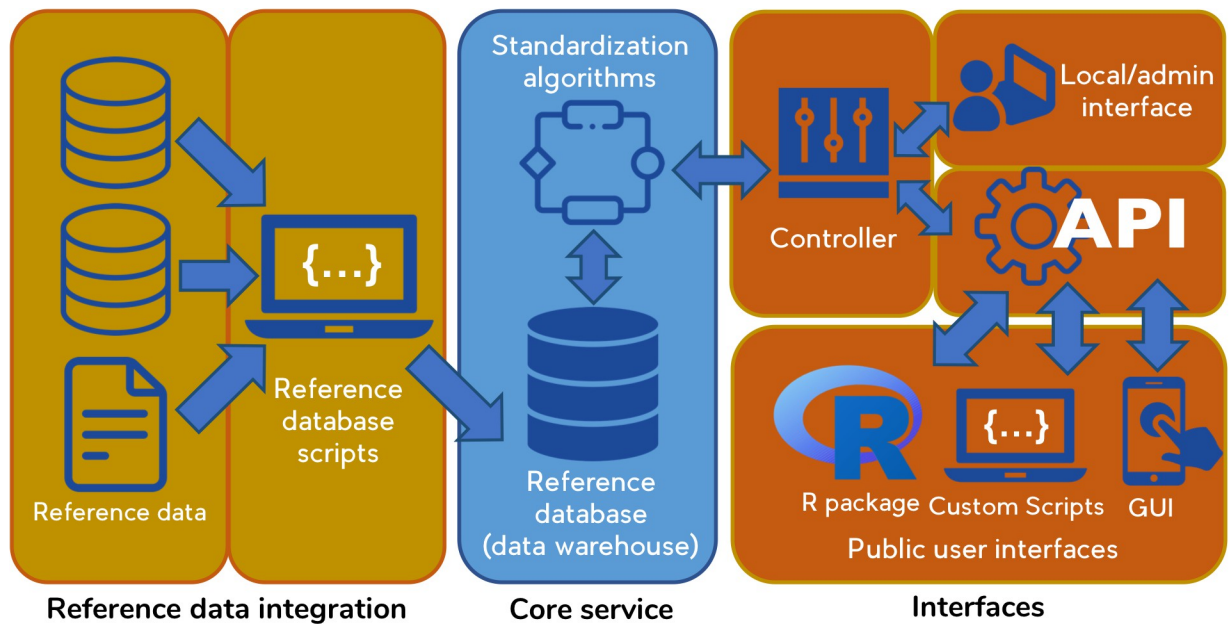 Reference data
{...}
Reference
database
scripts
Reference data integration
Standardization
algorithms
Reference
database
(data warehouse)
Core service
Controller
Local/admin
interface
API
R
R package
{...}
Custom Scripts
GUI
Public user interfaces
Interfaces